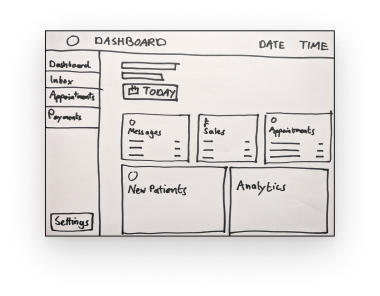 DASHBOARD DATE TIME
Dashboard
Inbox
Appointments
Payments
TODAY
Messages Sales Appointments
New Patients Analytics
Settings